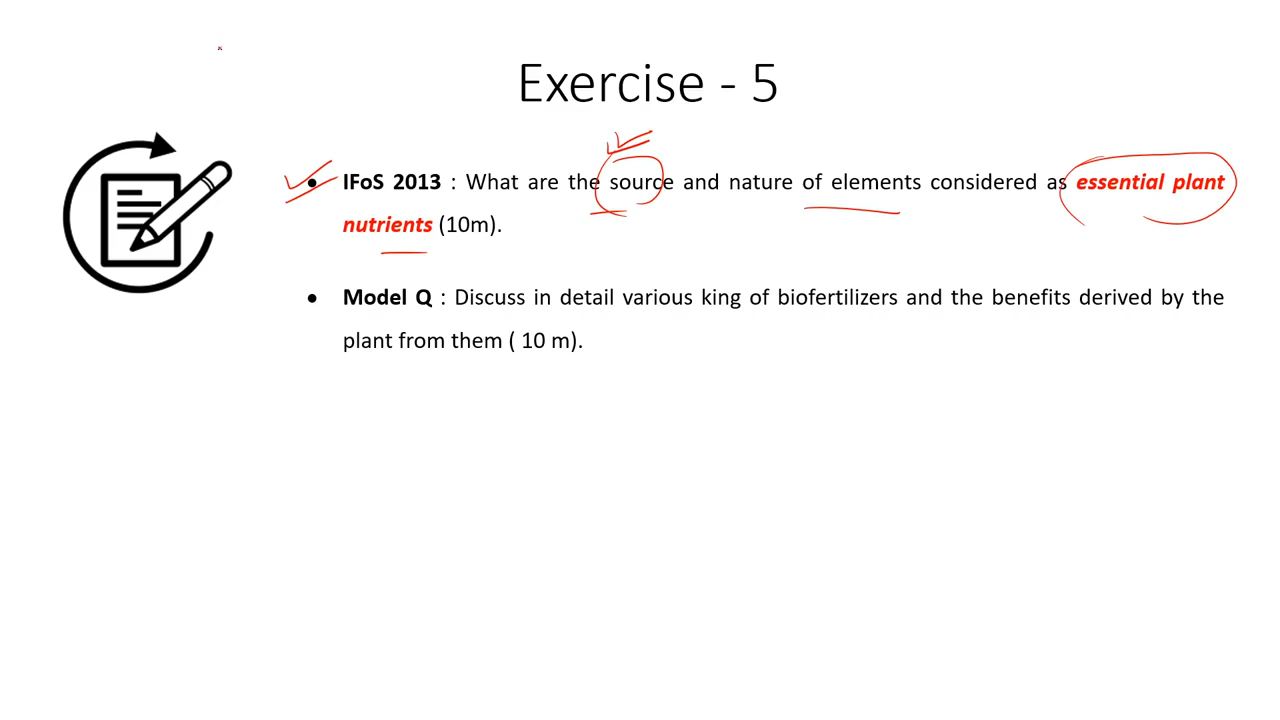 Exercise - 5
• IFoS 2013 : What are the source and nature of elements considered as essential plant
nutrients (10m).
• Model Q : Discuss in detail various king of biofertilizers and the benefits derived by the
plant from them ( 10 m).